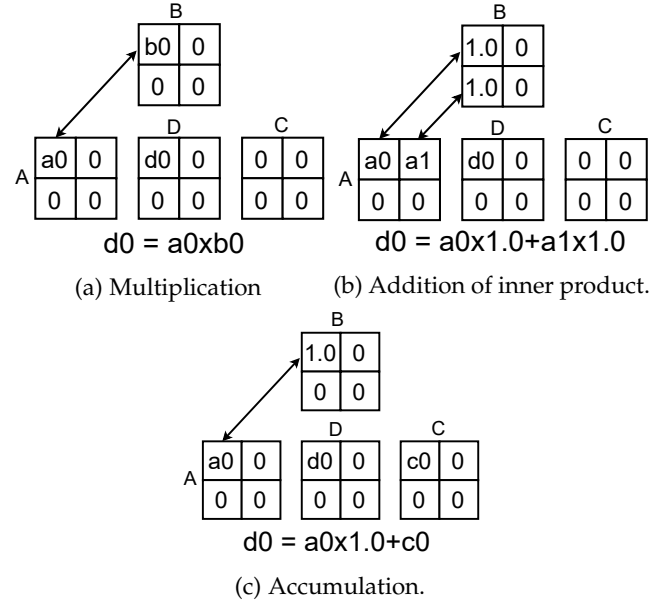 B
b0 0
0 0
D
C
A
a0 0
0 0
d0 0
0 0
0 0
0 0
d0 = a0xb0
(a) Multiplication
B
1.0 0
1.0 0
D
C
A
a0 a1
0 0
d0 0
0 0
0 0
0 0
d0 = a0x1.0+a1x1.0
(b) Addition of inner product.
B
1.0 0
0 0
D
C
A
a0 0
0 0
d0 0
0 0
c0 0
0 0
d0 = a0x1.0+c0
(c) Accumulation.